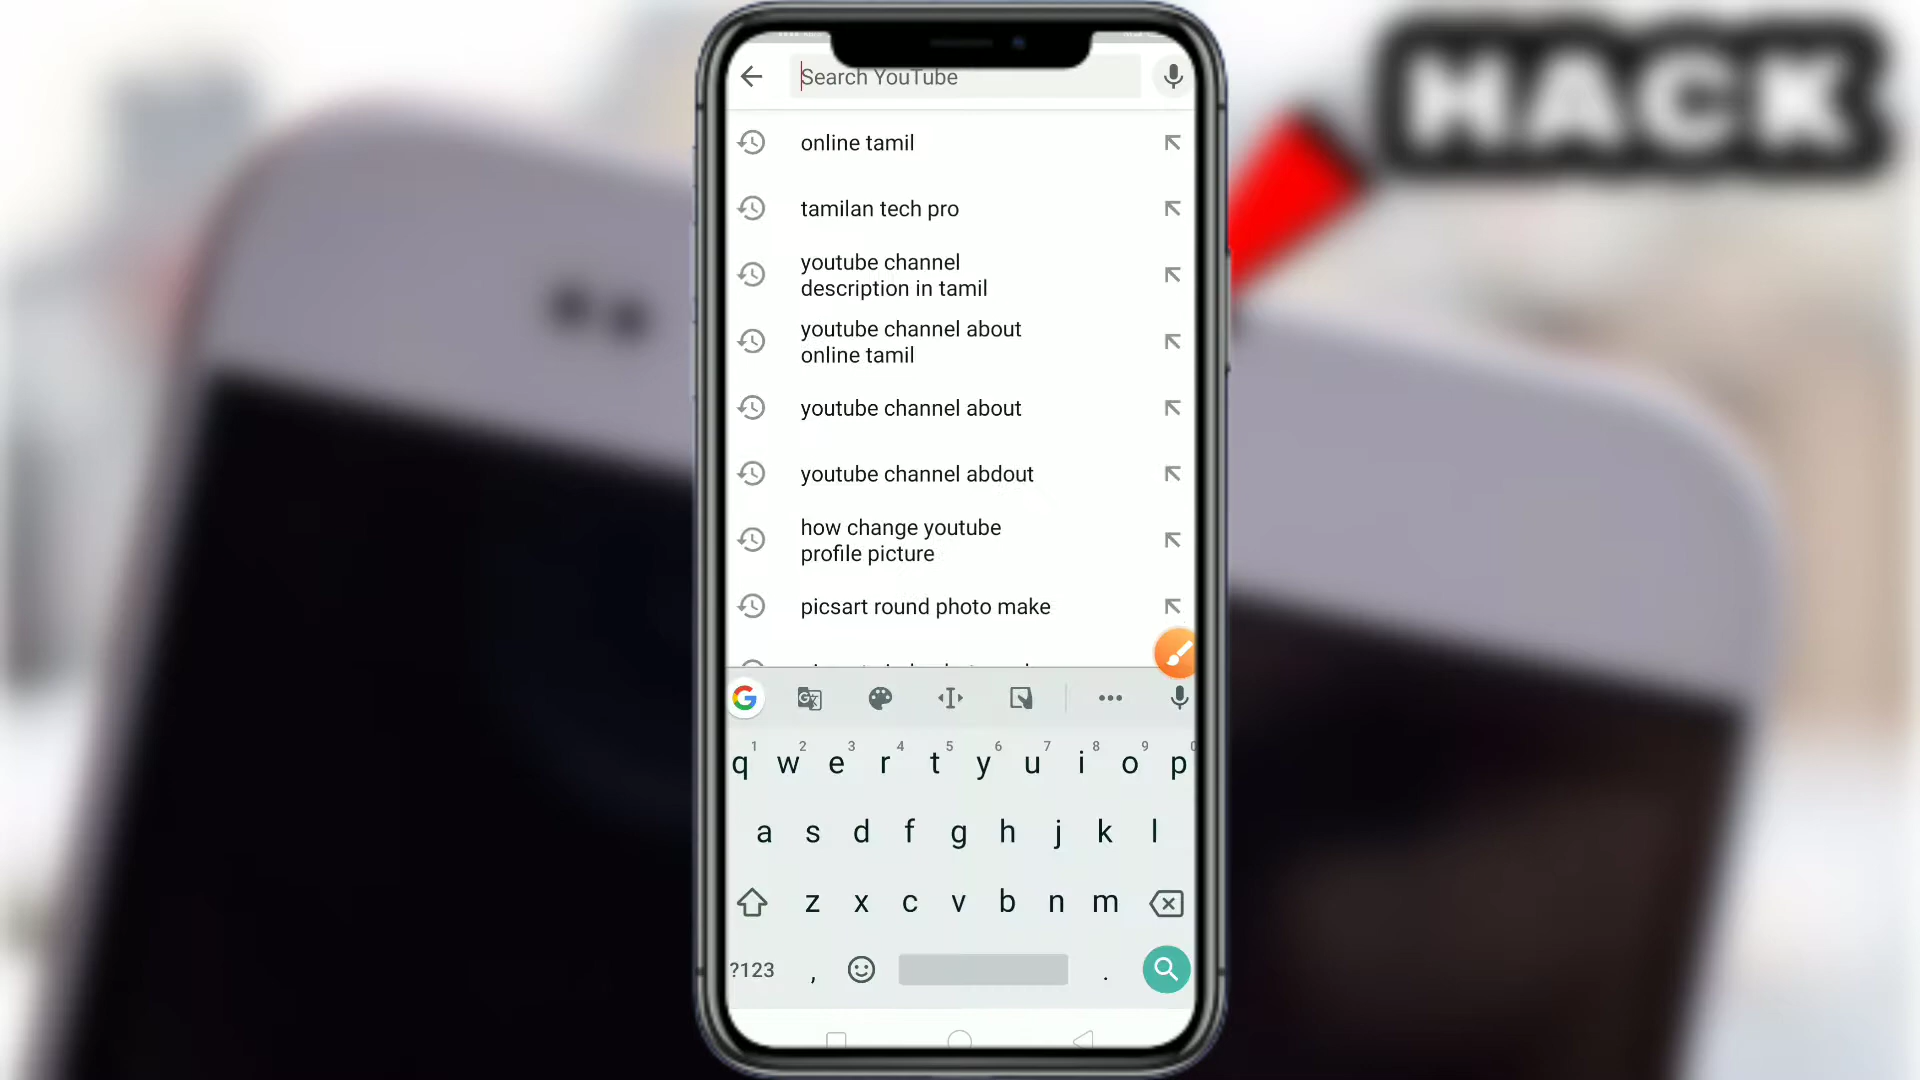 HACK
Search YouTube
online tamil
tamilan tech pro
youtube channel
description in tamil
youtube channel about
online tamil
youtube channel about
youtube channel abdout
how change youtube
profile picture
picsart round photo make
G
1 2 3 4 5 6 7 8 9 0
q w e r t y u i o p
a s d f g h j k l
z x c v b n m
?123 , .